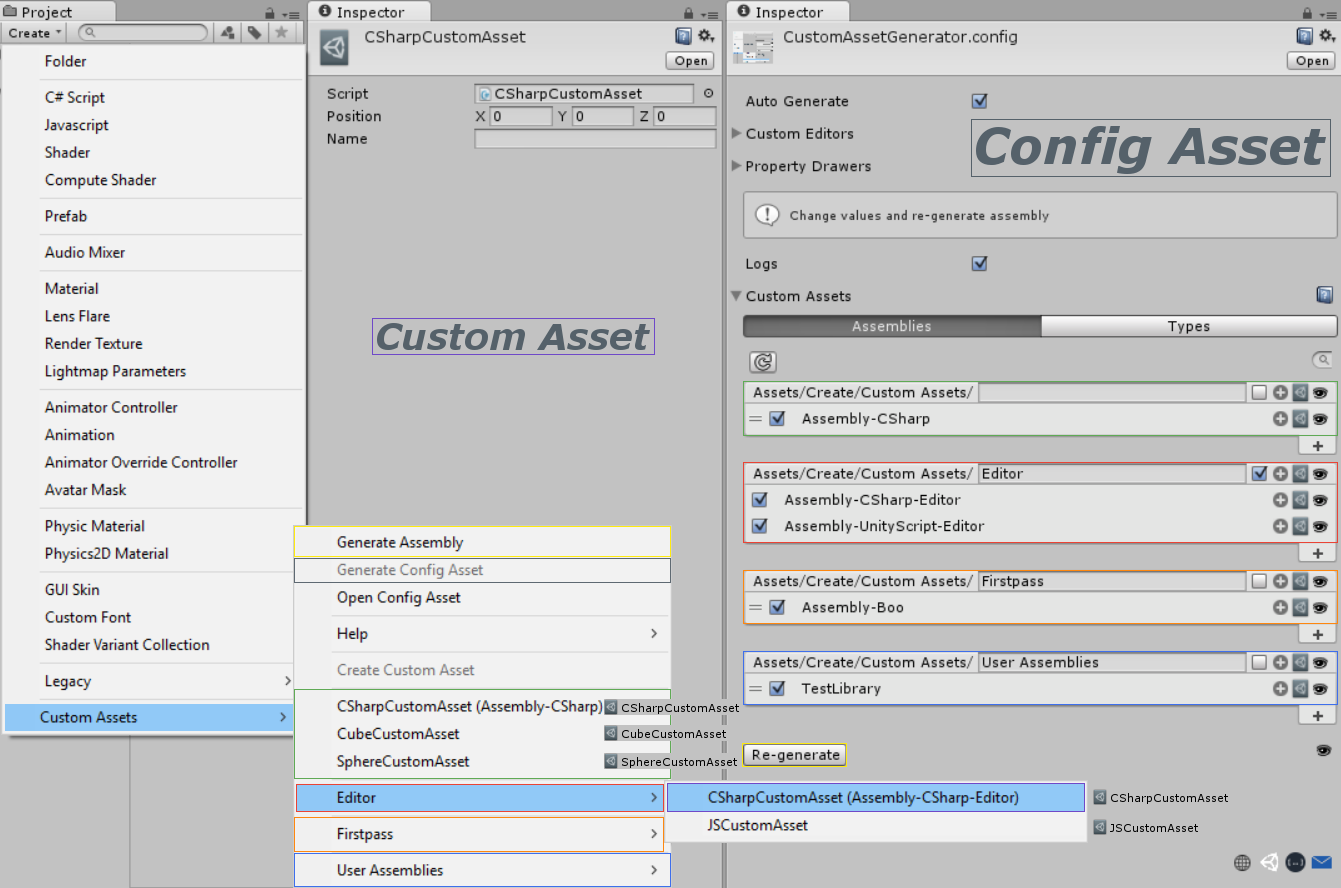 Project
Create
Folder
C# Script
Javascript
Shader
Compute Shader
Prefab
Audio Mixer
Material
Lens Flare
Render Texture
Lightmap Parameters
Animator Controller
Animation
Animator Override Controller
Avatar Mask
Physic Material
Physics2D Material
GUI Skin
Custom Font
Shader Variant Collection
Legacy
Custom Assets
Inspector
CSharpCustomAsset
Open
Script CSharpCustomAsset
Position X 0 Y 0 Z 0
Name
Custom Asset
Generate Assembly
Generate Config Asset
Open Config Asset
Help
Create Custom Asset
CSharpCustomAsset (Assembly-CSharp) CSharpCustomAsset
CubeCustomAsset CubeCustomAsset
SphereCustomAsset SphereCustomAsset
Editor
Firstpass
User Assemblies
CSharpCustomAsset (Assembly-CSharp-Editor) CSharpCustomAsset
JSCustomAsset JSCustomAsset
Inspector
CustomAssetGenerator.config
Open
Auto Generate
Custom Editors
Property Drawers
Config Asset
Change values and re-generate assembly
Logs
Custom Assets
Assemblies Types
Assets/Create/Custom Assets/
Assembly-CSharp
+
Assets/Create/Custom Assets/ Editor
Assembly-CSharp-Editor
Assembly-UnityScript-Editor
+
Assets/Create/Custom Assets/ Firstpass
Assembly-Boo
+
Assets/Create/Custom Assets/ User Assemblies
TestLibrary
+
Re-generate